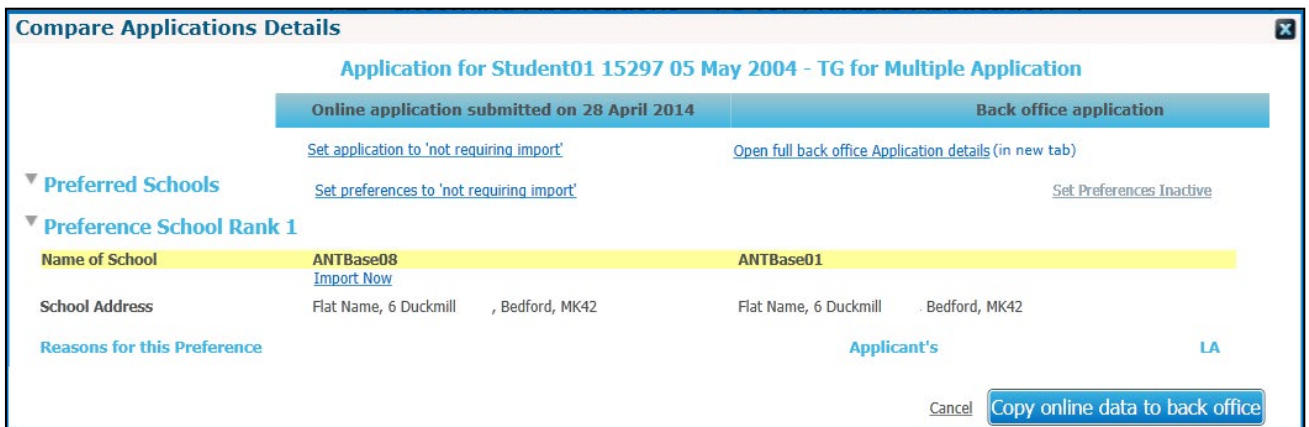 Compare Applications Details
Application for Student01 15297 05 May 2004 - TG for Multiple Application
Online application submitted on 28 April 2014 Back office application
Set application to 'not requiring import' Open full back office Application details (in new tab)
Preferred Schools Set preferences to 'not requiring import' Set Preferences Inactive
Preference School Rank 1
Name of School ANTBase08 ANTBase01
Import Now
School Address Flat Name, 6 Duckmill , Bedford, MK42 Flat Name, 6 Duckmill Bedford, MK42
Reasons for this Preference Applicant's LA
Cancel Copy online data to back office